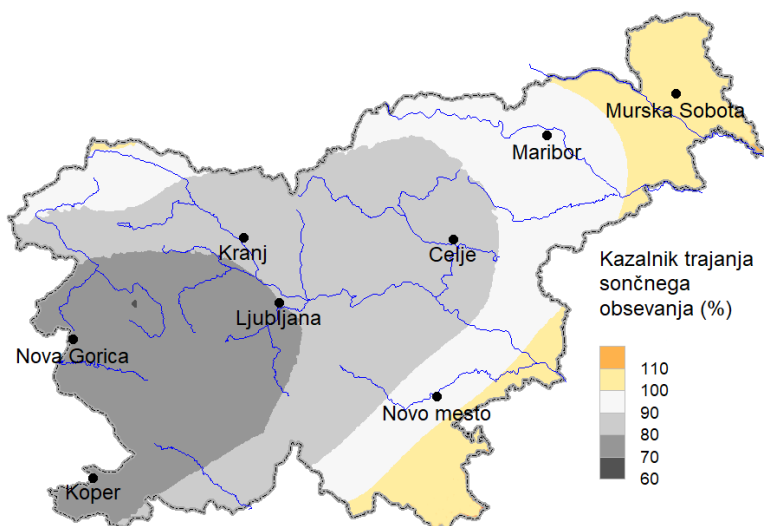 Murska Sobota
Maribor
Kranj
Celje
Ljubljana
Nova Gorica
Novo mesto
Koper
Kazalnik trajanja
sončnega
obsevanja (%)
110
100
90
80
70
60